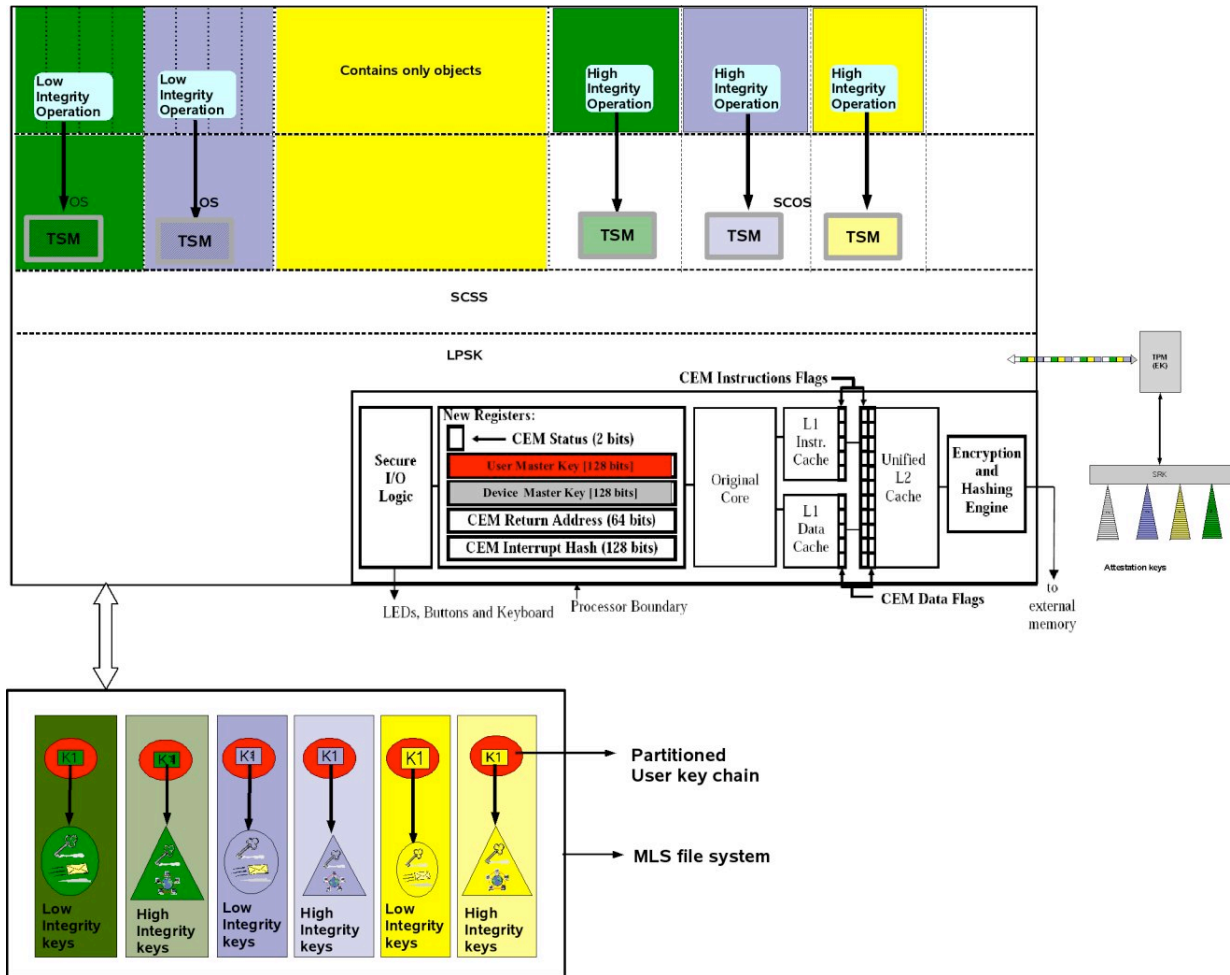 Low
Integrity
Operation
Low
Integrity
Operation
Contains only objects
High
Integrity
Operation
High
Integrity
Operation
High
Integrity
Operation
OS
OS
SCOS
TSM
TSM
TSM
TSM
TSM
SCSS
LPSK
TPM
(EK)
SRK
Attestation keys
CEM Instructions Flags
New Registers:
CEM Status (2 bits)
User Master Key [128 bits]
Device Master Key [128 bits]
CEM Return Address (64 bits)
CEM Interrupt Hash (128 bits)
Secure
I/O
Logic
Original
Core
L1
Instr.
Cache
L1
Data
Cache
Unified
L2
Cache
Encryption
and
Hashing
Engine
LEDs, Buttons and Keyboard
Processor Boundary
CEM Data Flags
to
external
memory
K1
K1
K1
K1
K1
K1
Partitioned
User key chain
MLS file system
Low
Integrity
keys
High
Integrity
keys
Low
Integrity
keys
High
Integrity
keys
Low
Integrity
keys
High
Integrity
keys